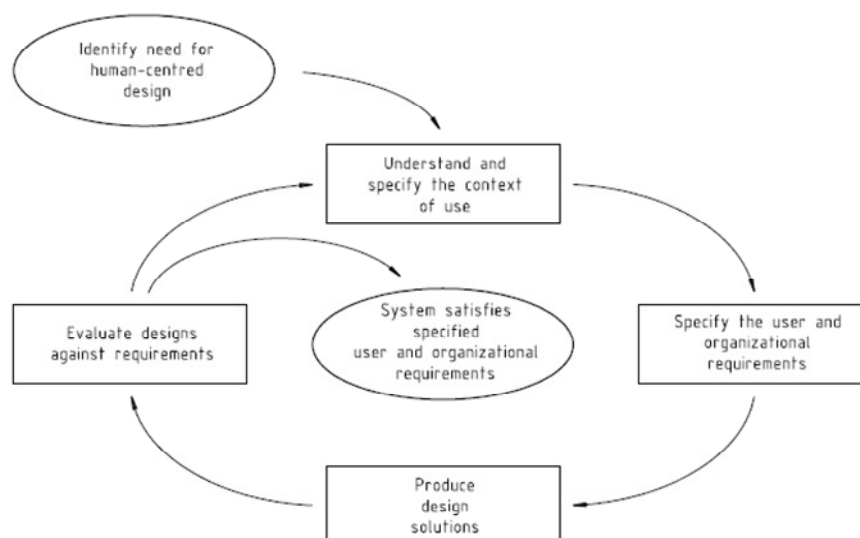 Identify need for
human-centred
design
Understand and
specify the context
of use
Evaluate designs
against requirements
System satisfies
specified
user and organizational
requirements
Specify the user and
organizational
requirements
Produce
design
solutions